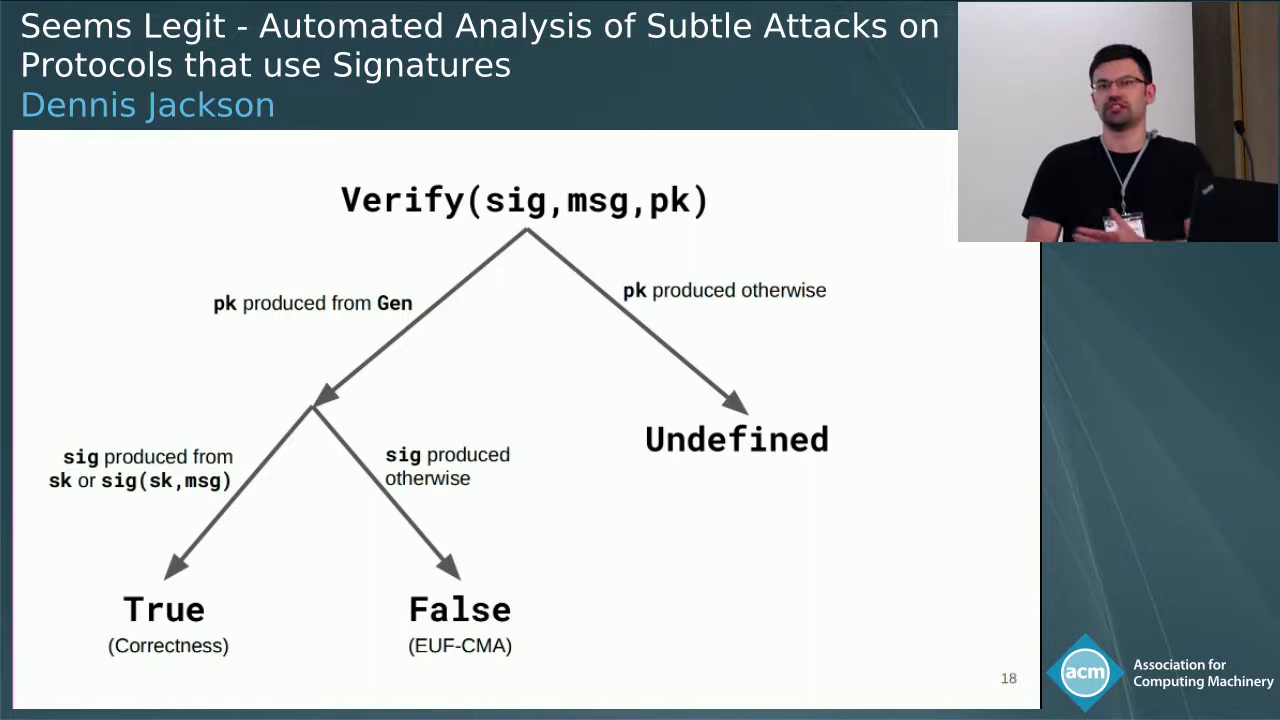 Seems Legit - Automated Analysis of Subtle Attacks on
Protocols that use Signatures
Dennis Jackson
Verify(sig,msg,pk)
pk produced from Gen
pk produced otherwise
sig produced from
sk or sig(sk,msg)
sig produced
otherwise
Undefined
True
(Correctness)
False
(EUF-CMA)
18
acm
Association for
Computing Machinery